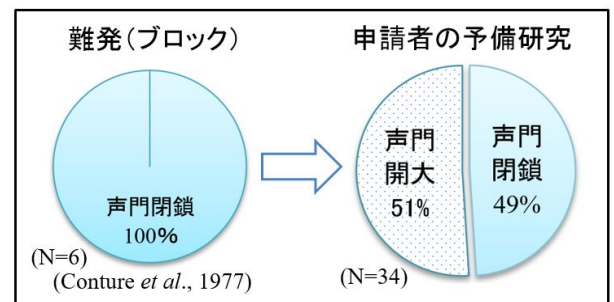 難発(ブロック)
声門閉鎖
100%
(N=6)
(Conture et al., 1977)
申請者の予備研究
声門
開大
51%
声門
閉鎖
49%
(N=34)